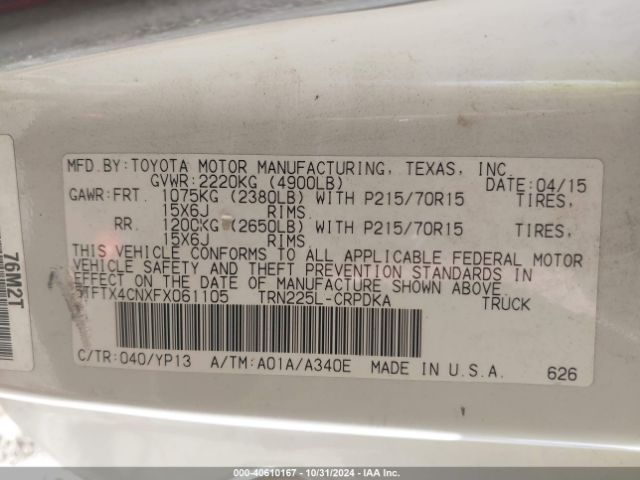 MFD.BY:TOYOTA MOTOR MANUFACTURING, TEXAS, INC.
GVWR:2220KG (4900LB) DATE:04/15
GAWR:FRT. 1075KG (2380LB) WITH P215/70R15 TIRES,
15X6J RIMS,
RR. 1200KG (2650LB) WITH P215/70R15 TIRES,
15X6J RIMS
THIS VEHICLE CONFORMS TO ALL APPLICABLE FEDERAL MOTOR
VEHICLE SAFETY AND THEFT PREVENTION STANDARDS IN
EFFECT ON THE DATE OF MANUFACTURE SHOWN ABOVE.
5TFTX4CNXFX061105 TRN225L-CRPDKA TRUCK
C/TR:040/YP13 A/TM:A01A/A340E MADE IN U.S.A. 626
76M2T
00-40610167 - 10/31/2024 - IAA Inc.